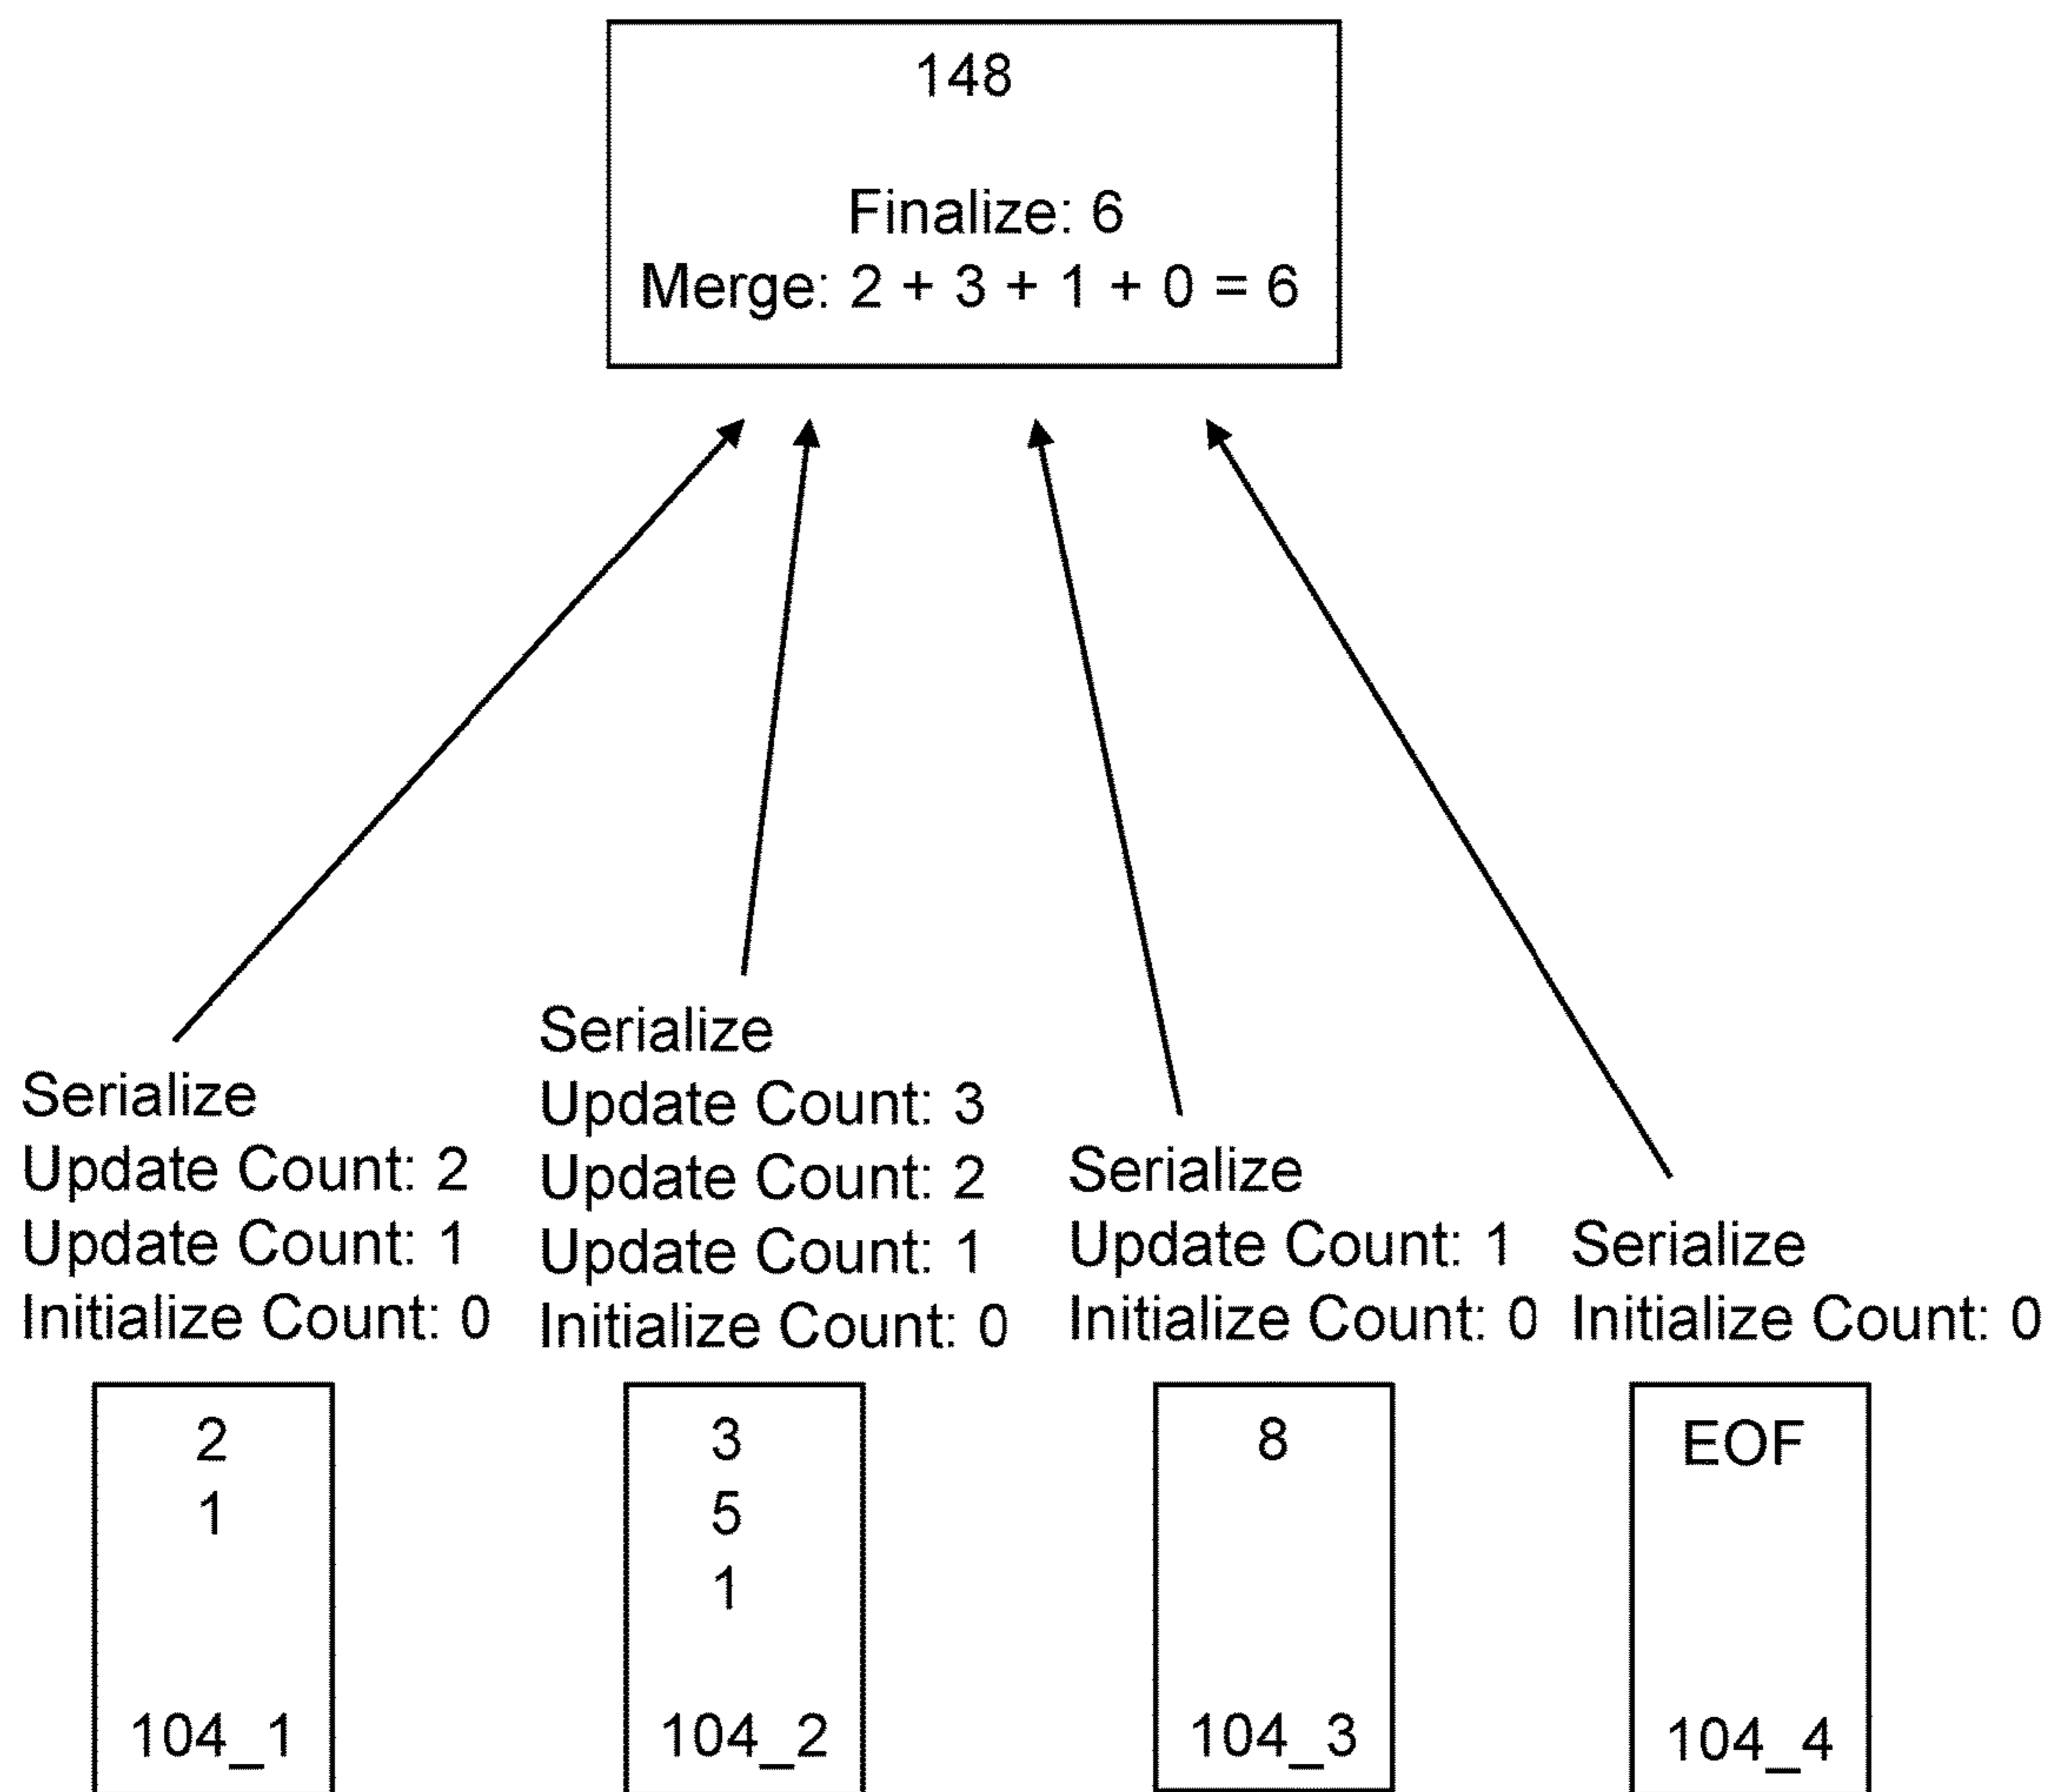 148
Finalize: 6
Merge: 2 + 3 + 1 + 0 = 6
Serialize
Update Count: 2
Update Count: 1
Initialize Count: 0
Serialize
Update Count: 3
Update Count: 2
Update Count: 1
Initialize Count: 0
Serialize
Update Count: 1
Initialize Count: 0
Serialize
Initialize Count: 0
2
1
104_1
3
5
1
104_2
8
104_3
EOF
104_4